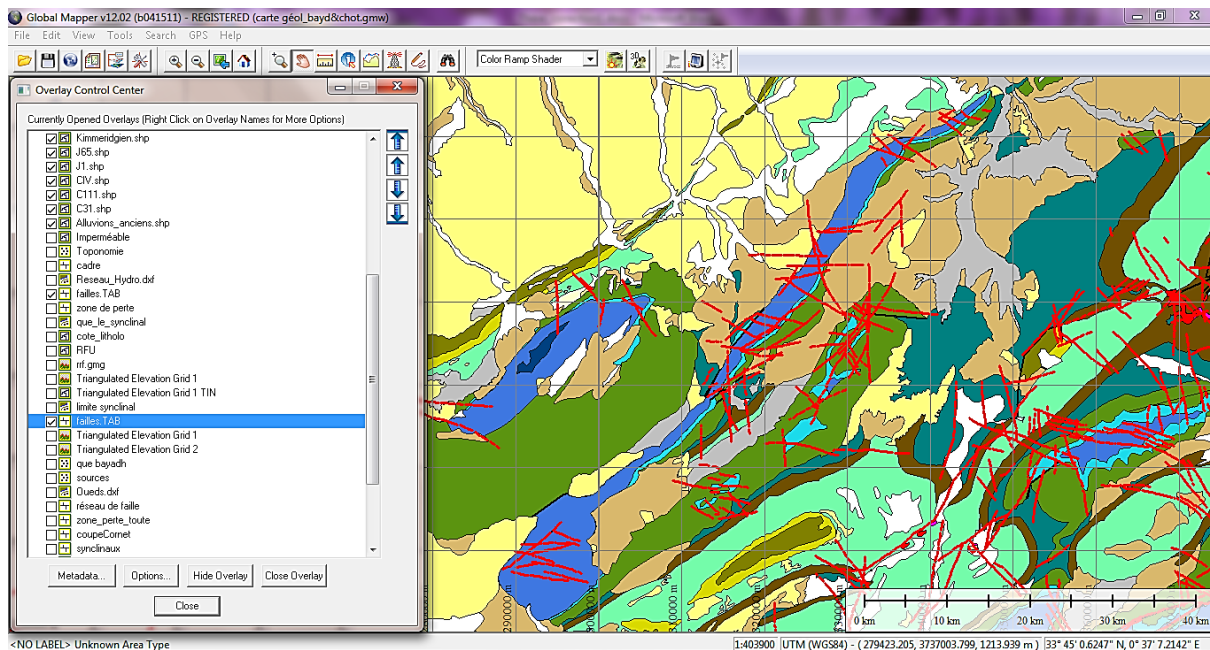 Global Mapper v12.02 (b041511) - REGISTERED (carte géol_bayd&chot.gmw)
File Edit View Tools Search GPS Help
Color Ramp Shader
Overlay Control Center
Currently Opened Overlays (Right Click on Overlay Names for More Options)
Kimmeridgien.shp
J65.shp
J1.shp
CIV.shp
C111.shp
C31.shp
Alluvions_anciens.shp
Imperméable
Toponomie
cadre
Reseau_Hydro.dxf
failles.TAB
zone de perte
que_le_synclinal
cote_litholo
RFU
Triangulated Elevation Grid 1
Triangulated Elevation Grid 1 TIN
limite synclinal
failles.TAB
Triangulated Elevation Grid 1
Triangulated Elevation Grid 2
que bayadh
sources
Oueds.dxf
réseau de faille
zone_perte_toute
coupeCornet
synclinaux
Metadata... Options... Hide Overlay Close Overlay
Close
0 km 10 km 20 km 30 km 40 km
<NO LABEL> Unknown Area Type
1:403900 UTM (WGS84) - ( 279423.205, 3737003.799, 1213.939 m ) 33° 45' 0.6247" N, 0° 37' 7.2142" E